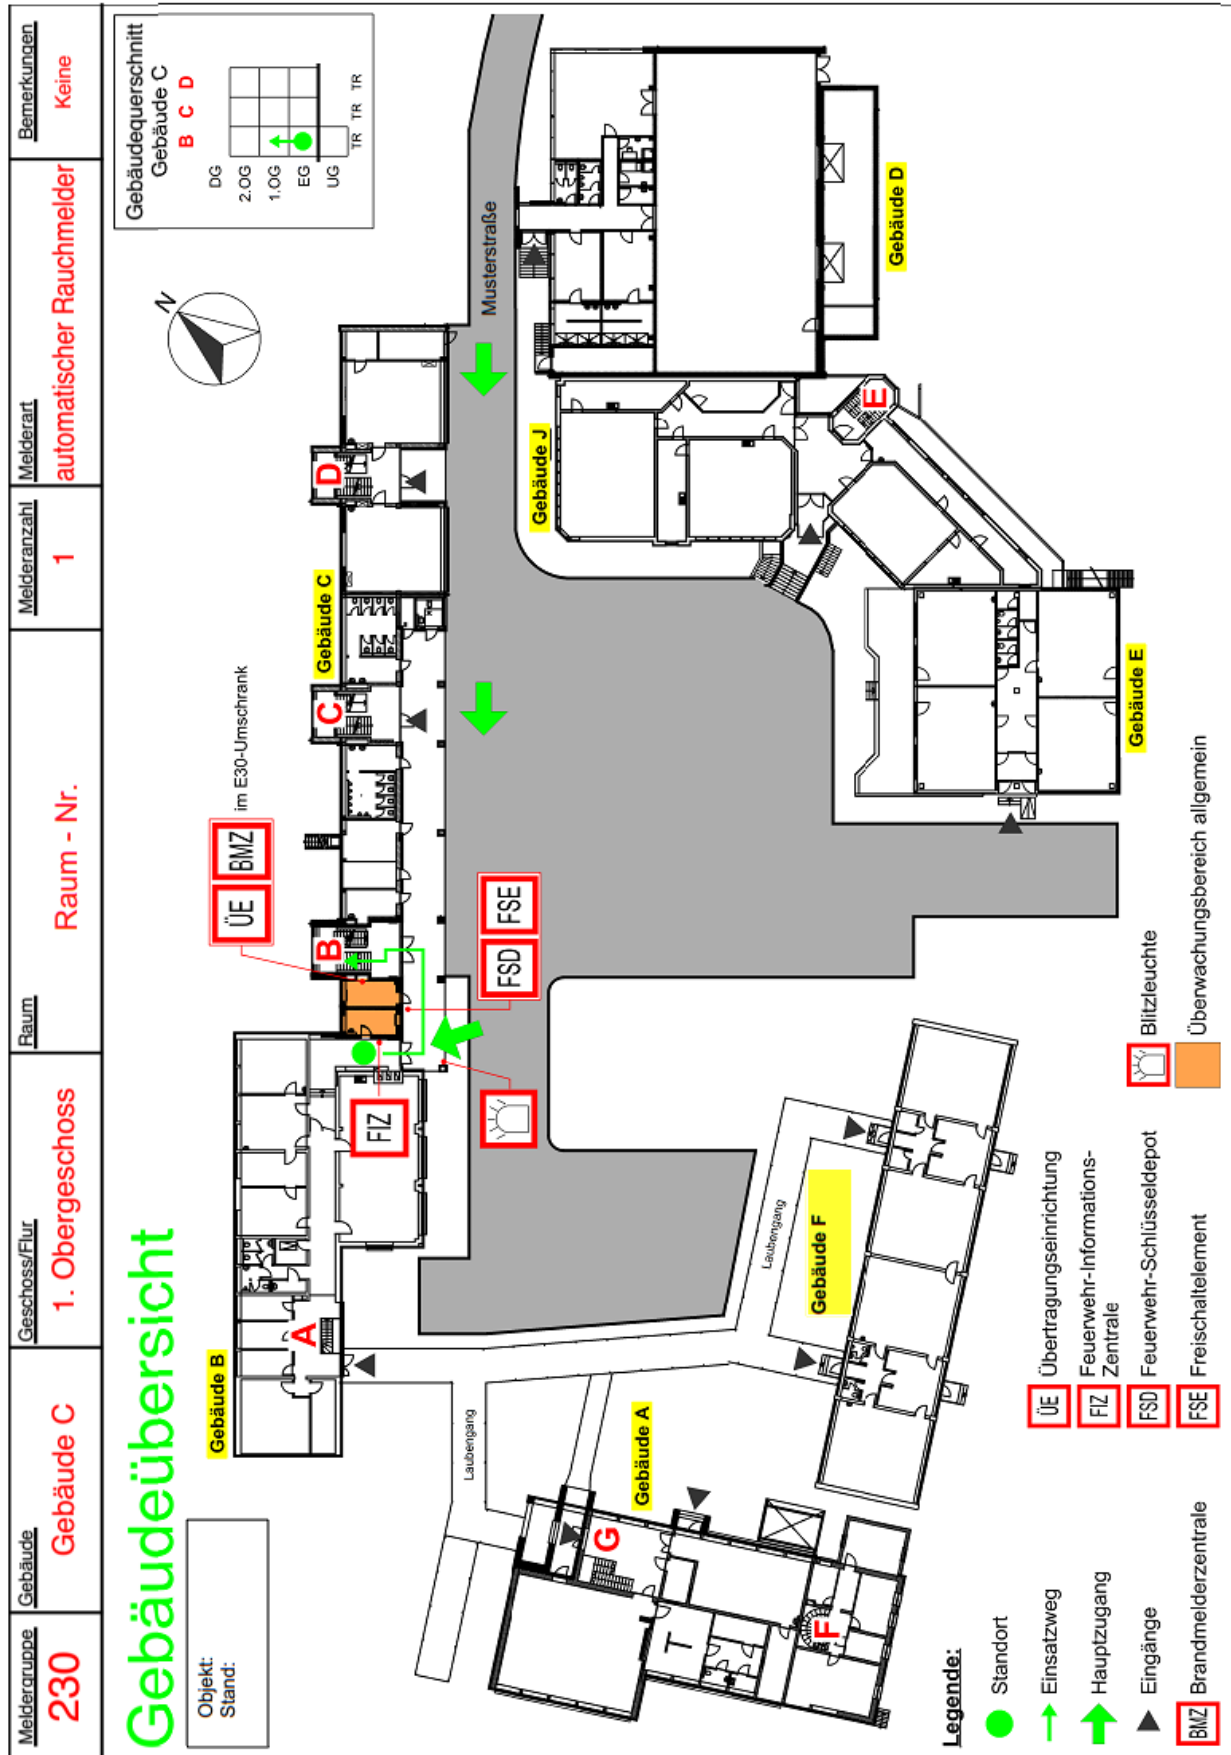 Meldergruppe
230
Gebäude
Gebäude C
Geschoss/Flur
1. Obergeschoss
Raum
Raum - Nr.
Melderanzahl
1
Melderart
automatischer Rauchmelder
Bemerkungen
Keine
Gebäudeübersicht
Objekt:
Stand:
Gebäudequerschnitt
Gebäude C
B C D
DG
2.OG
1.OG
EG
UG
TR TR TR
N
Musterstraße
Gebäude B
A
ÜE
BMZ
im E30-Umschrank
B
C
Gebäude C
D
FIZ
FSD
FSE
Gebäude J
Gebäude D
E
Gebäude E
Laubengang
Laubengang
Gebäude A
G
F
Gebäude F
Legende:
Standort
Einsatzweg
Hauptzugang
Eingänge
BMZ Brandmelderzentrale
ÜE Übertragungseinrichtung
FIZ Feuerwehr-Informations-
Zentrale
FSD Feuerwehr-Schlüsseldepot
FSE Freischaltelement
Blitzleuchte
Überwachungsbereich allgemein